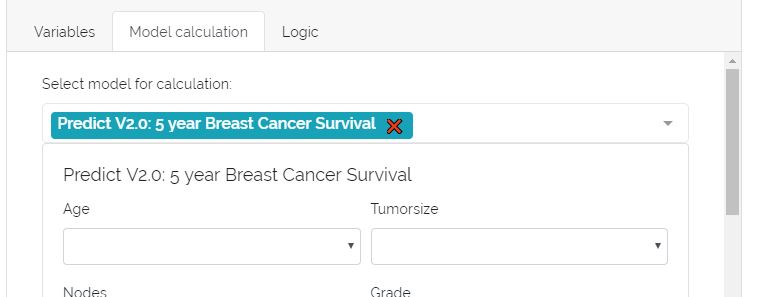 Variables Model calculation Logic
Select model for calculation:
Predict V2.0: 5 year Breast Cancer Survival
Predict V2.0: 5 year Breast Cancer Survival
Age Tumorsize
Nodes Grade